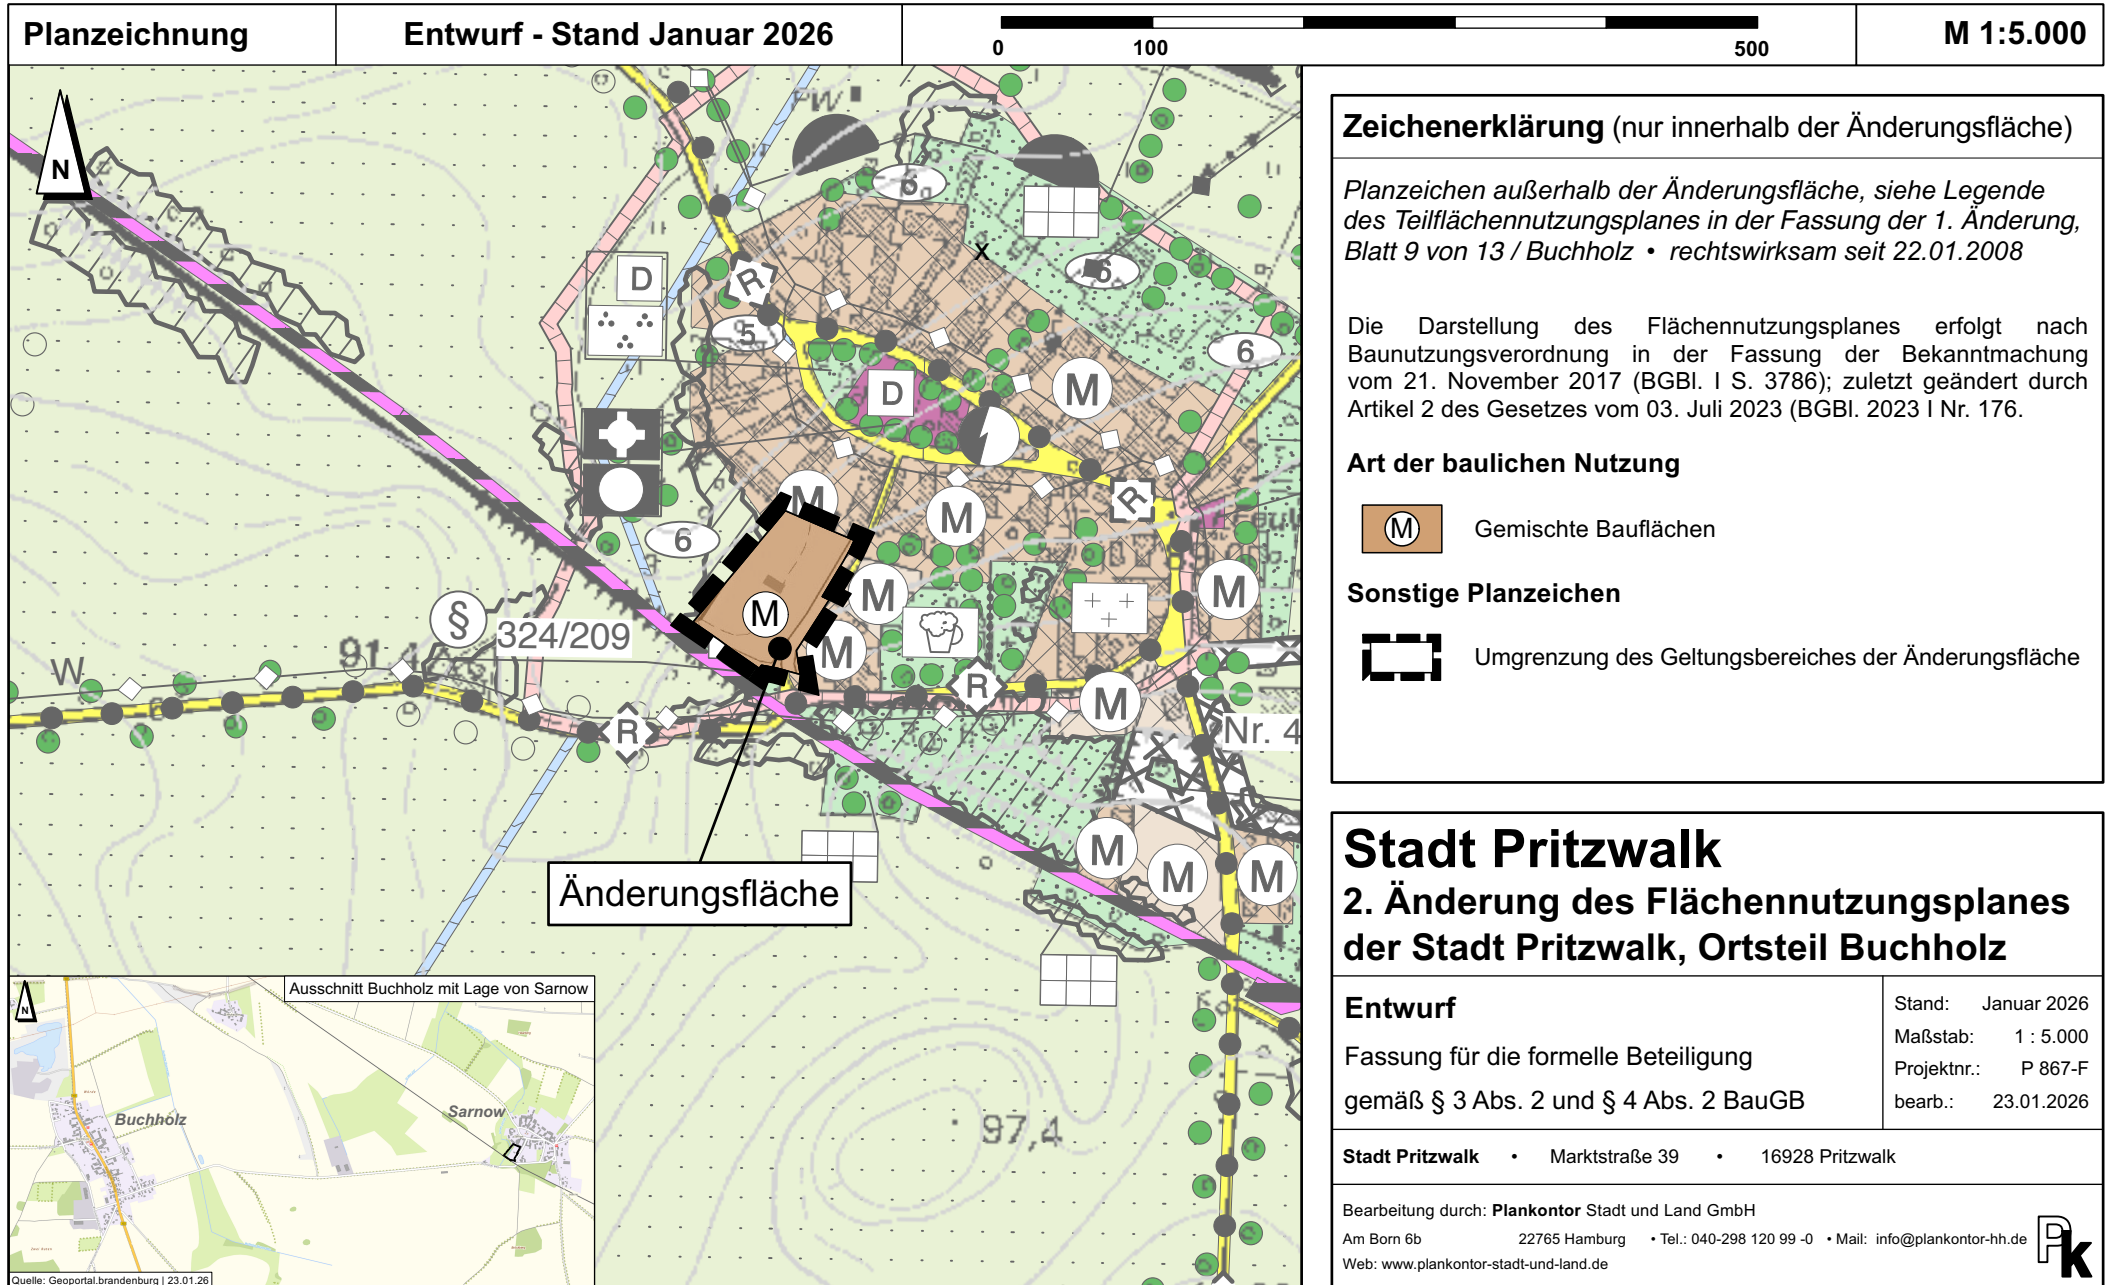 Planzeichnung
Entwurf - Stand Januar 2026
0 100 500
M 1:5.000
N
PW
6
D
R
5
6
6
D
M
M
M
R
6
M
M
M
M
M
§
324/209
91,4
W
R
R
M
Nr. 4
M
M
M
Änderungsfläche
97,4
Ausschnitt Buchholz mit Lage von Sarnow
N
Buchholz
Sarnow
Quelle: Geoportal.brandenburg | 23.01.26
Zeichenerklärung (nur innerhalb der Änderungsfläche)
Planzeichen außerhalb der Änderungsfläche, siehe Legende
des Teilflächennutzungsplanes in der Fassung der 1. Änderung,
Blatt 9 von 13 / Buchholz • rechtswirksam seit 22.01.2008
Die Darstellung des Flächennutzungsplanes erfolgt nach
Baunutzungsverordnung in der Fassung der Bekanntmachung
vom 21. November 2017 (BGBl. I S. 3786); zuletzt geändert durch
Artikel 2 des Gesetzes vom 03. Juli 2023 (BGBl. 2023 I Nr. 176.
Art der baulichen Nutzung
M Gemischte Bauflächen
Sonstige Planzeichen
Umgrenzung des Geltungsbereiches der Änderungsfläche
Stadt Pritzwalk
2. Änderung des Flächennutzungsplanes
der Stadt Pritzwalk, Ortsteil Buchholz
Entwurf
Fassung für die formelle Beteiligung
gemäß § 3 Abs. 2 und § 4 Abs. 2 BauGB
Stand: Januar 2026
Maßstab: 1 : 5.000
Projektnr.: P 867-F
bearb.: 23.01.2026
Stadt Pritzwalk • Marktstraße 39 • 16928 Pritzwalk
Bearbeitung durch: Plankontor Stadt und Land GmbH
Am Born 6b 22765 Hamburg • Tel.: 040-298 120 99 -0 • Mail: info@plankontor-hh.de
Web: www.plankontor-stadt-und-land.de
Pk